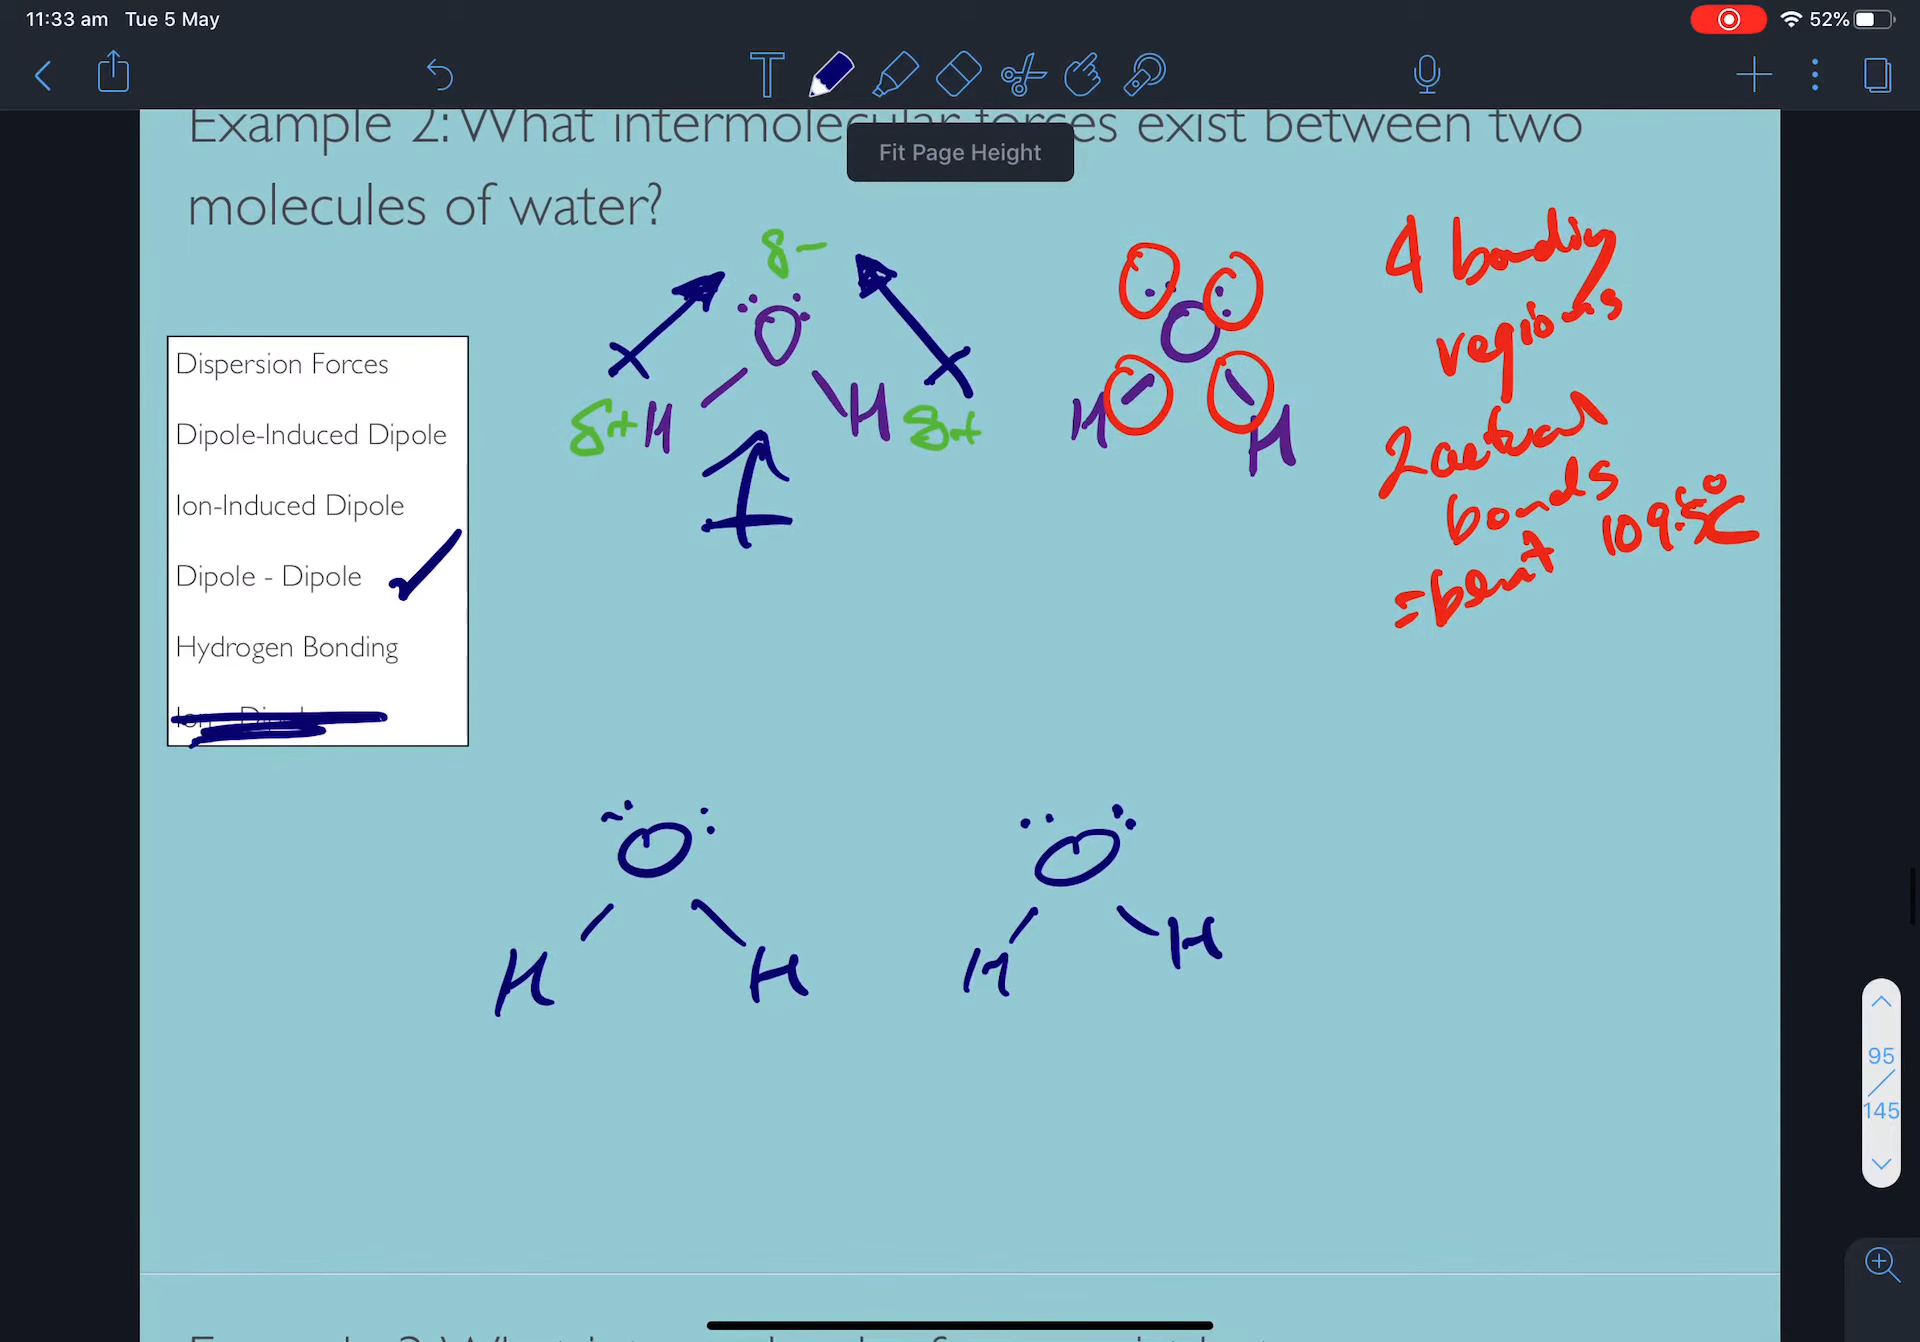 11:33 am Tue 5 May
52%
Example 2: What intermolecular forces exist between two
Fit Page Height
molecules of water?
δ-
O
δ+ H
H δ+
O
H
H
4 bonding
regions
2 actual
bonds
=bent 109.5°
Dispersion Forces
Dipole-Induced Dipole
Ion-Induced Dipole
Dipole - Dipole
Hydrogen Bonding
O
H
H
O
H
H
95
145